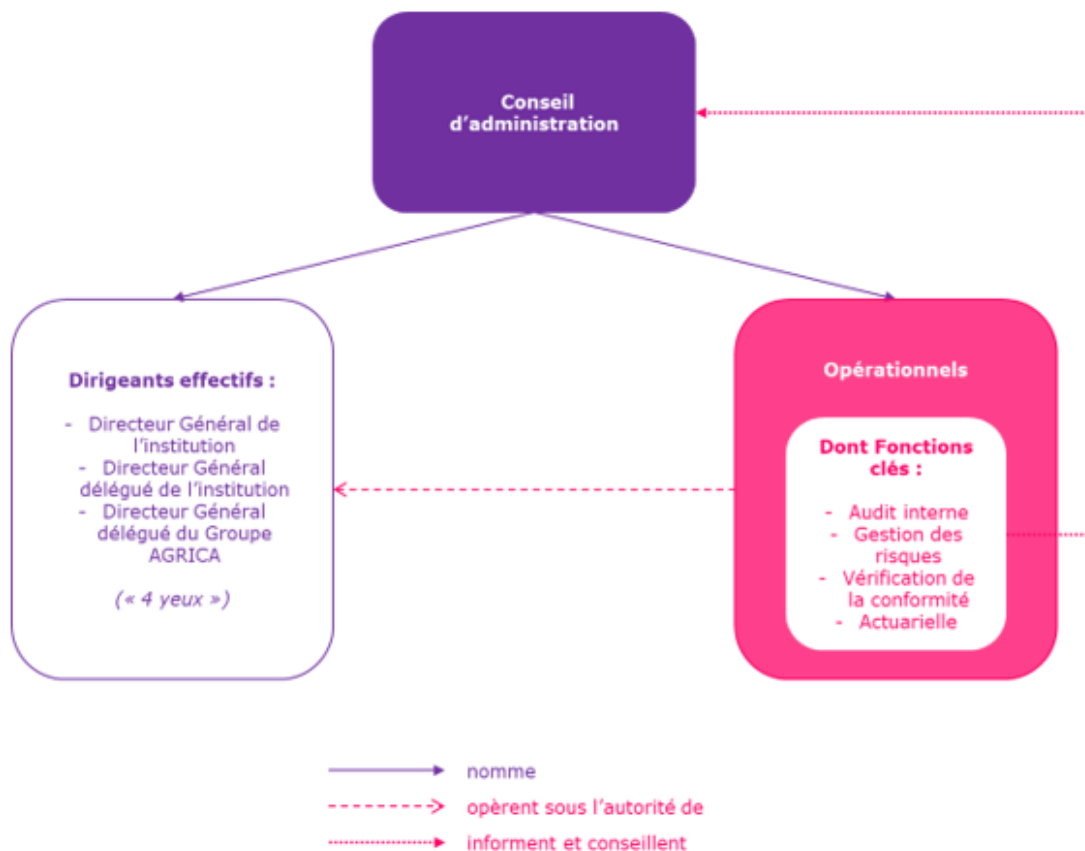 Conseil
d'administration
Dirigeants effectifs :
- Directeur Général de
l'institution
- Directeur Général
délégué de l'institution
- Directeur Général
délégué du Groupe
AGRICA
(« 4 yeux »)
Opérationnels
Dont Fonctions
clés :
- Audit interne
- Gestion des
risques
- Vérification de
la conformité
- Actuarielle
nomme
opèrent sous l'autorité de
informent et conseillent